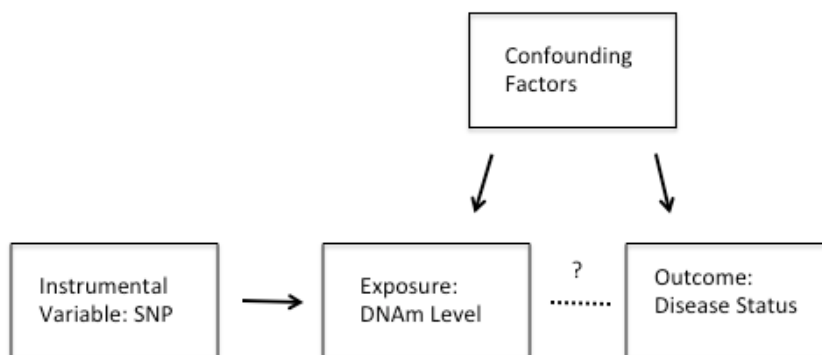 Confounding
Factors
Instrumental
Variable: SNP
Exposure:
DNAm Level
?
Outcome:
Disease Status